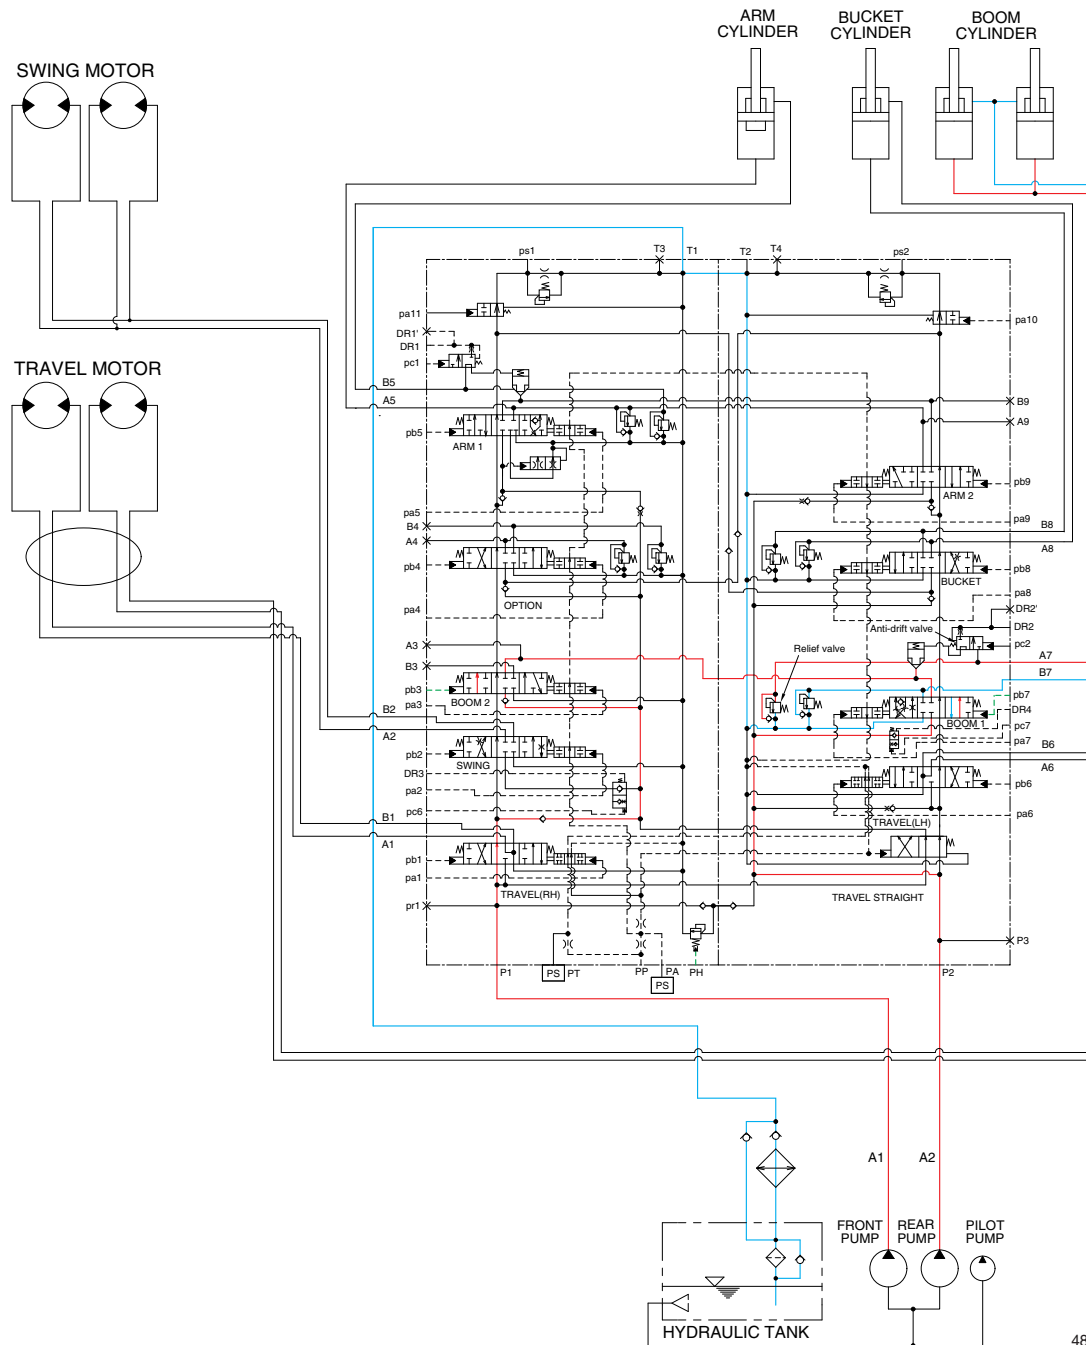 ARM
CYLINDER
BUCKET
CYLINDER
BOOM
CYLINDER
SWING MOTOR
TRAVEL MOTOR
ps1
T3
T1
T2
T4
ps2
pa11
DR1'
DR1
pc1
B5
A5
pb5
ARM 1
pa5
B4
A4
pb4
OPTION
pa4
A3
B3
pb3
BOOM 2
pa3
B2
A2
pb2
SWING
DR3
pa2
pc6
B1
A1
pb1
pa1
TRAVEL(RH)
pr1
pa10
B9
A9
pb9
ARM 2
pa9
B8
A8
pb8
BUCKET
pa8
DR2'
Anti-drift valve
DR2
pc2
Relief valve
A7
B7
pb7
BOOM 1
DR4
pc7
pa7
B6
A6
pb6
pa6
TRAVEL(LH)
TRAVEL STRAIGHT
P3
P1
PS
PT
PP
PA
PS
PH
P2
A1
A2
FRONT
PUMP
REAR
PUMP
PILOT
PUMP
HYDRAULIC TANK
48